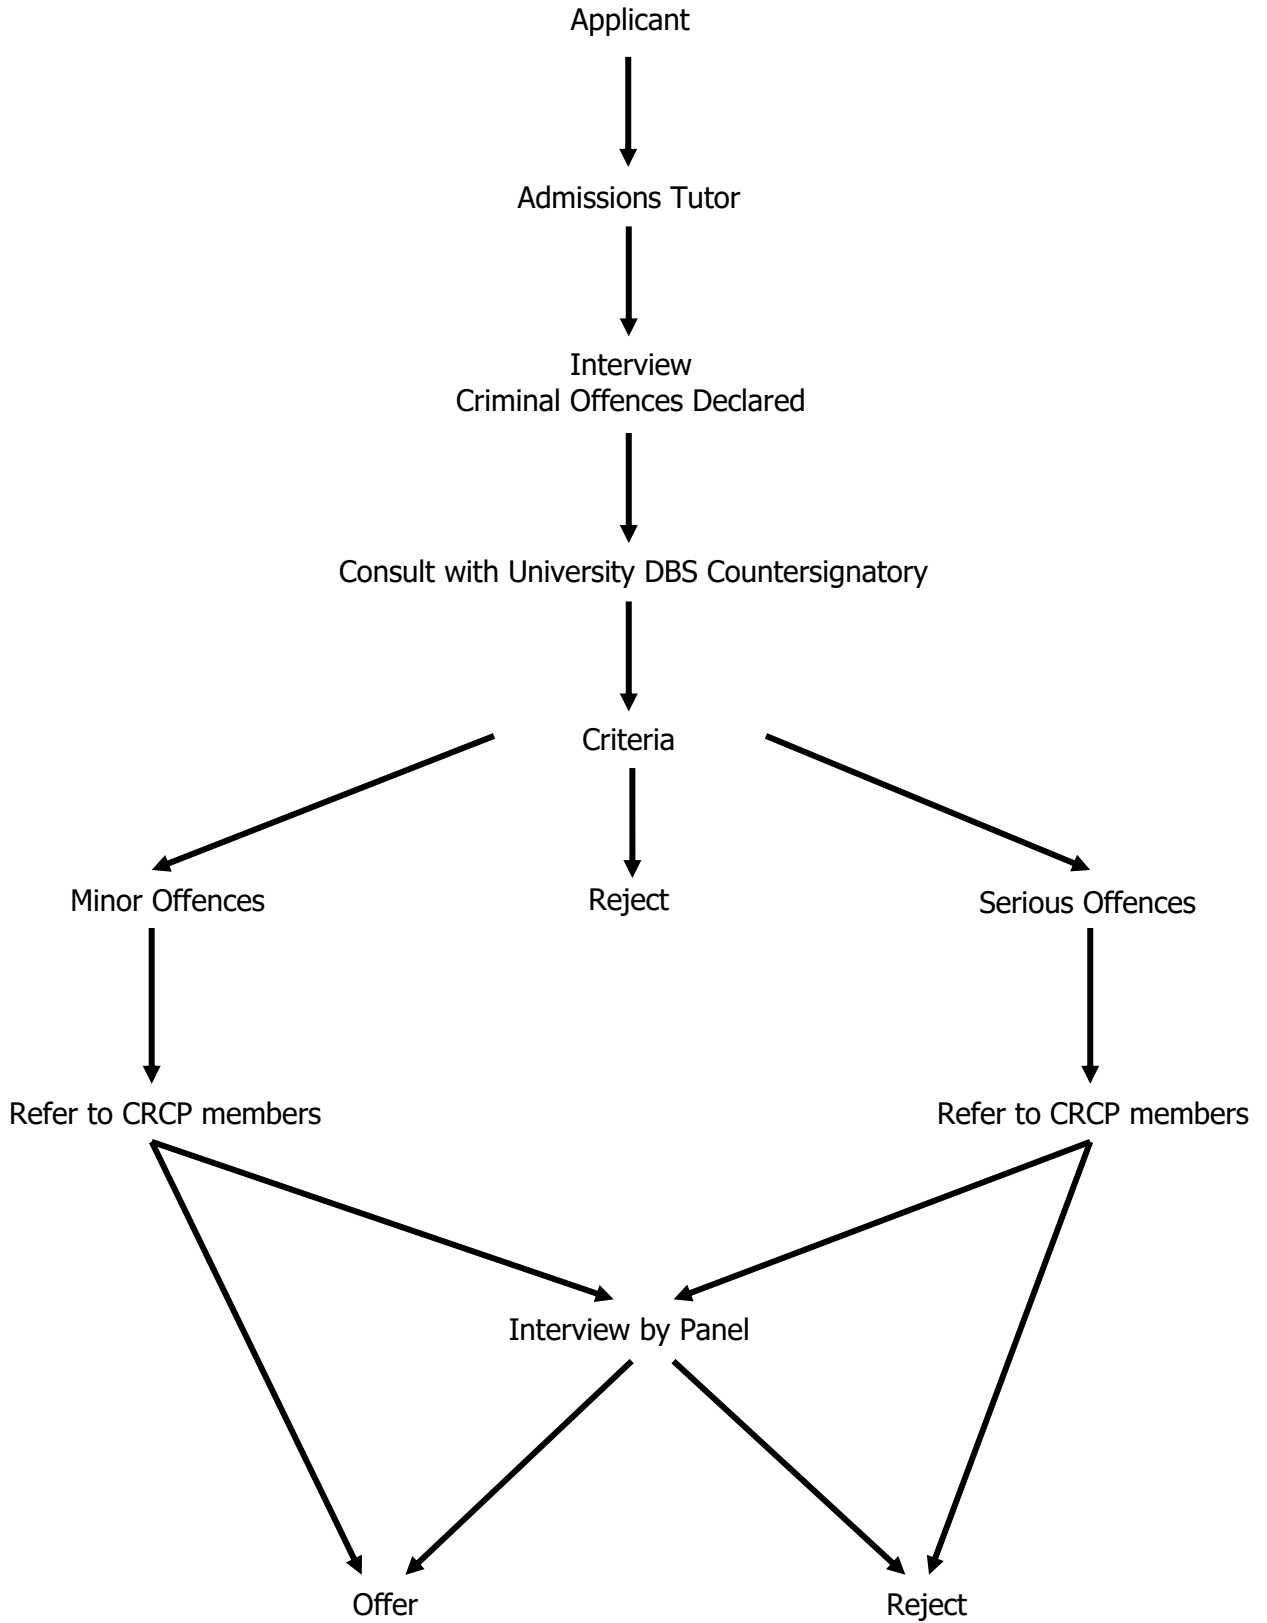 Applicant
Admissions Tutor
Interview
Criminal Offences Declared
Consult with University DBS Countersignatory
Criteria
Minor Offences
Reject
Serious Offences
Refer to CRCP members
Refer to CRCP members
Interview by Panel
Offer
Reject